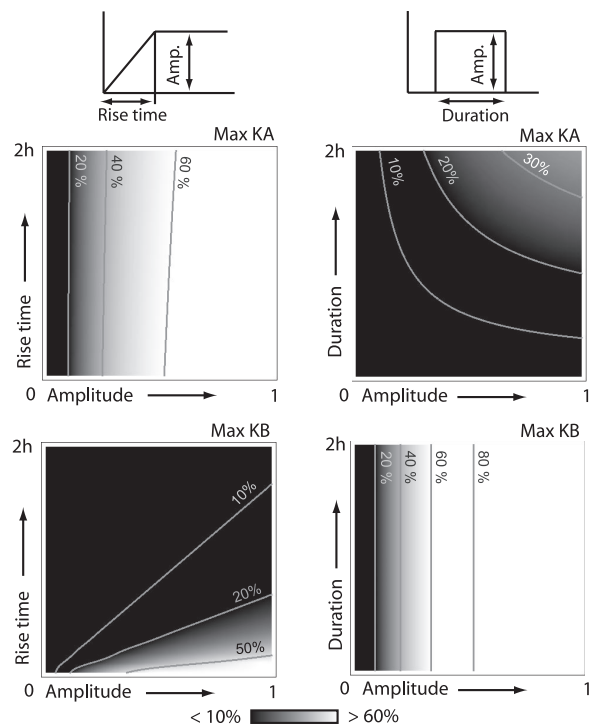 Amp.
Rise time
Amp.
Duration
Max KA
2h
20 %
40 %
60 %
Rise time
0 Amplitude 1
Max KA
2h
10%
20%
30%
Duration
0 Amplitude 1
Max KB
2h
10%
20%
50%
Rise time
0 Amplitude 1
Max KB
2h
20 %
40 %
60 %
80 %
Duration
0 Amplitude 1
< 10% > 60%